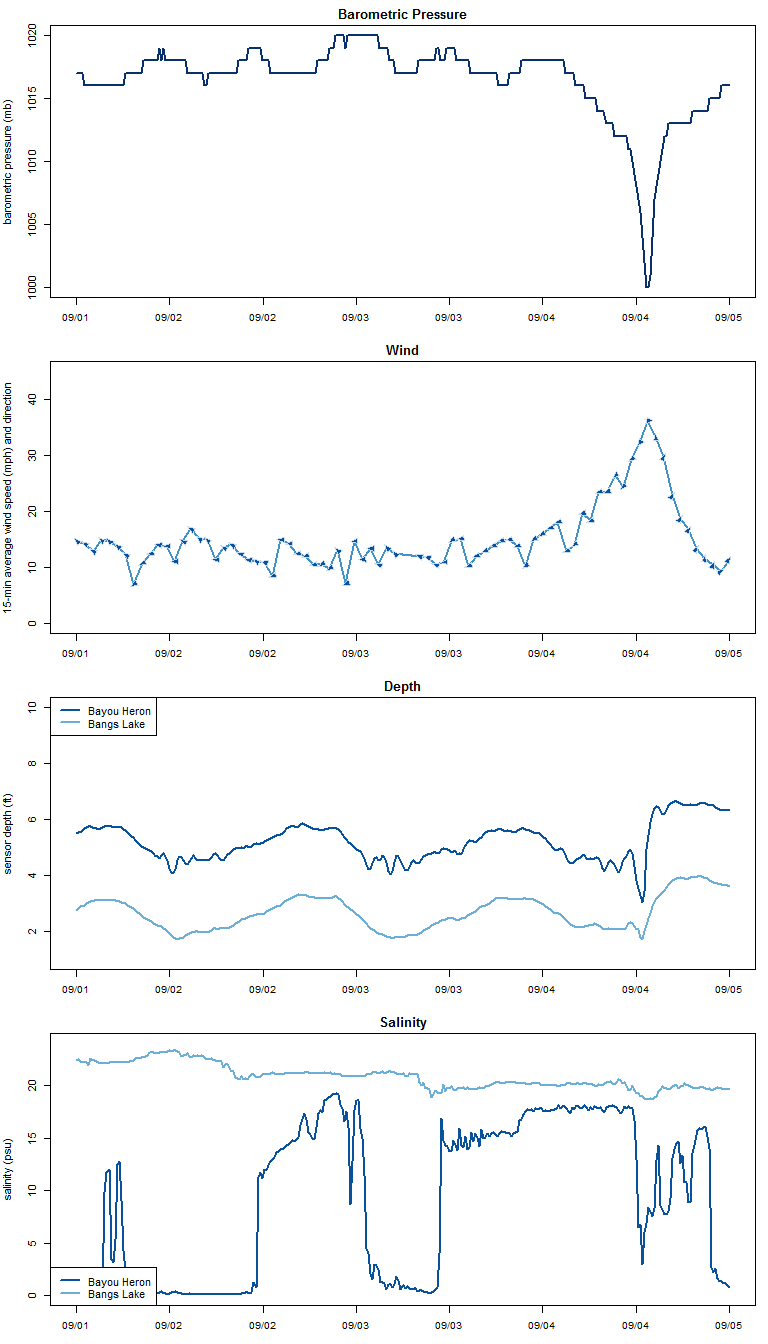 Barometric Pressure
barometric pressure (mb)
1020
1015
1010
1005
1000
09/01 09/02 09/02 09/03 09/03 09/04 09/04 09/05
Wind
15-min average wind speed (mph) and direction
40
30
20
10
0
09/01 09/02 09/02 09/03 09/03 09/04 09/04 09/05
Depth
sensor depth (ft)
10
8
6
4
2
Bayou Heron
Bangs Lake
09/01 09/02 09/02 09/03 09/03 09/04 09/04 09/05
Salinity
salinity (psu)
20
15
10
5
0
Bayou Heron
Bangs Lake
09/01 09/02 09/02 09/03 09/03 09/04 09/04 09/05